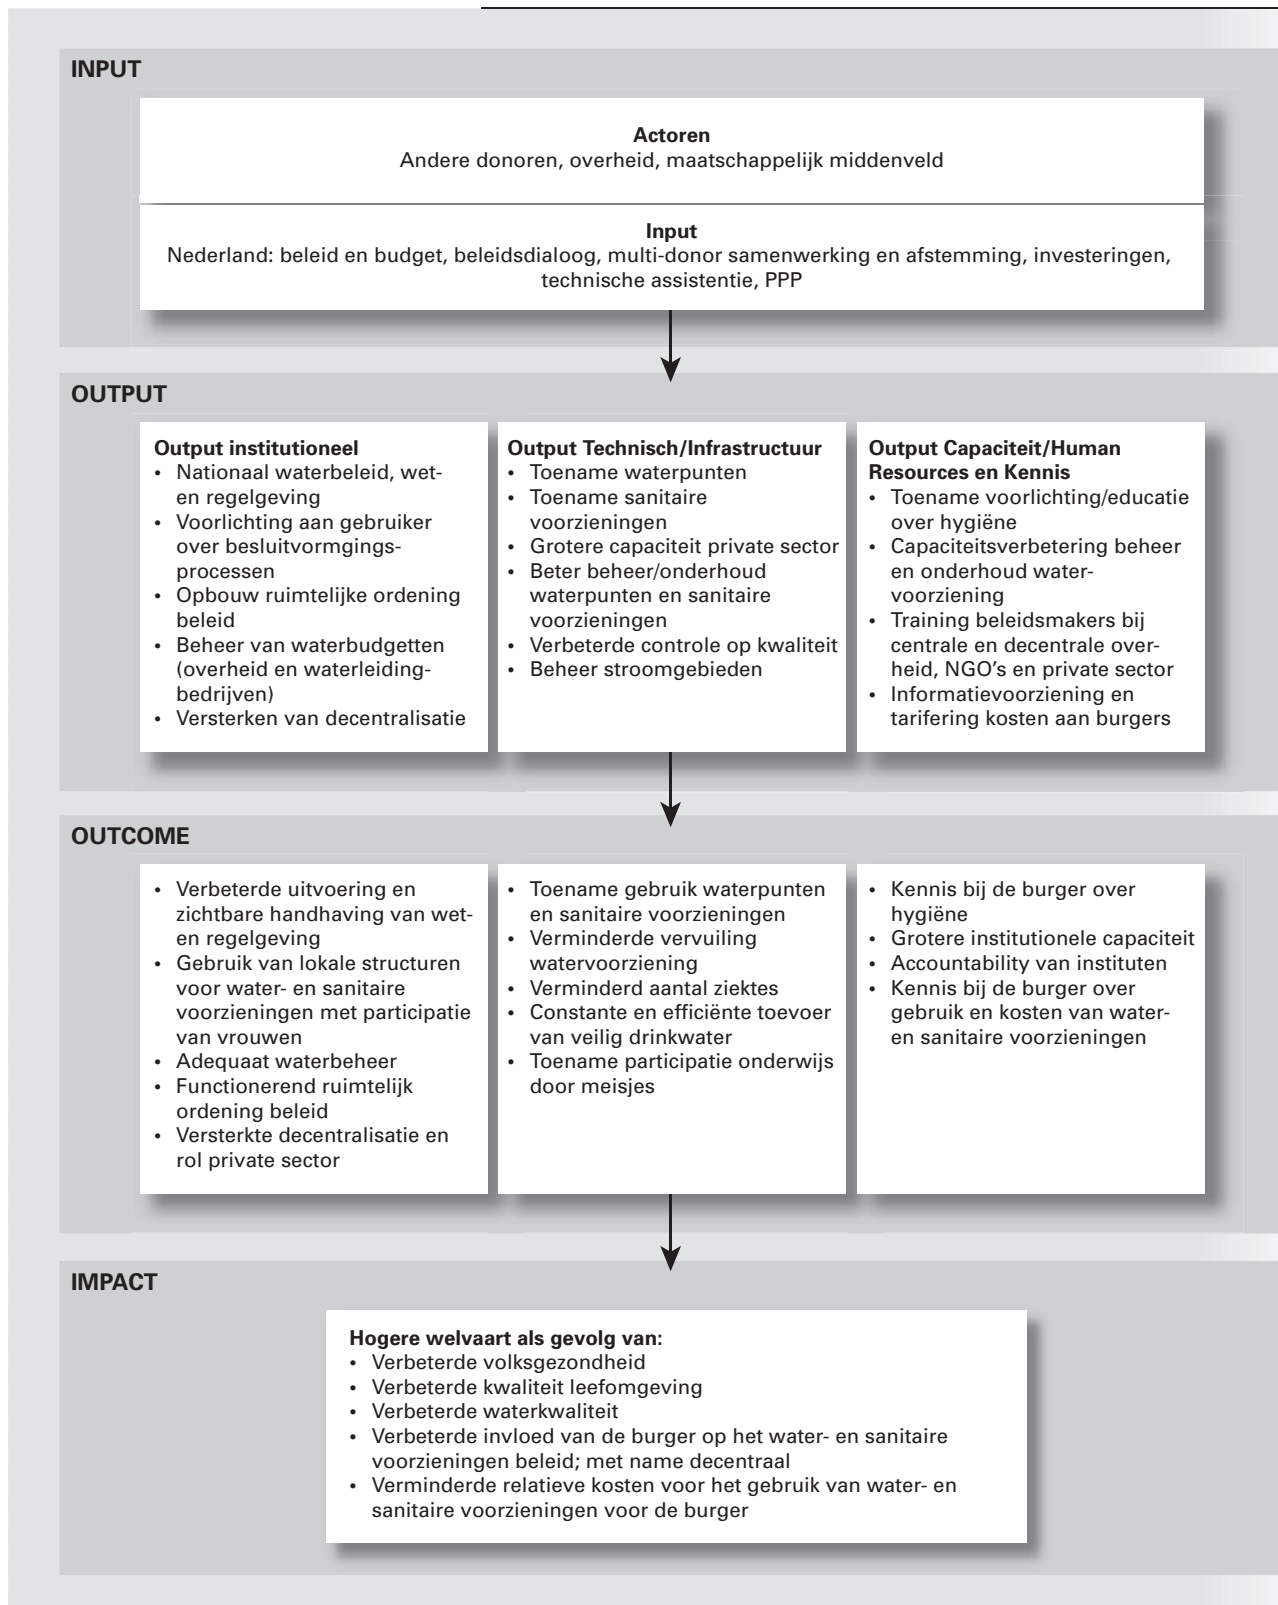 INPUT
Actoren
Andere donoren, overheid, maatschappelijk middenveld
Input
Nederland: beleid en budget, beleidsdialoog, multi-donor samenwerking en afstemming, investeringen,
technische assistentie, PPP
OUTPUT
Output institutioneel
• Nationaal waterbeleid, wet-
en regelgeving
• Voorlichting aan gebruiker
over besluitvormgings-
processen
• Opbouw ruimtelijke ordening
beleid
• Beheer van waterbudgetten
(overheid en waterleiding-
bedrijven)
• Versterken van decentralisatie
Output Technisch/Infrastructuur
• Toename waterpunten
• Toename sanitaire
voorzieningen
• Grotere capaciteit private sector
• Beter beheer/onderhoud
waterpunten en sanitaire
voorzieningen
• Verbeterde controle op kwaliteit
• Beheer stroomgebieden
Output Capaciteit/Human
Resources en Kennis
• Toename voorlichting/educatie
over hygiëne
• Capaciteitsverbetering beheer
en onderhoud water-
voorziening
• Training beleidsmakers bij
centrale en decentrale over-
heid, NGO's en private sector
• Informatievoorziening en
tarifering kosten aan burgers
OUTCOME
• Verbeterde uitvoering en
zichtbare handhaving van wet-
en regelgeving
• Gebruik van lokale structuren
voor water- en sanitaire
voorzieningen met participatie
van vrouwen
• Adequaat waterbeheer
• Functionerend ruimtelijk
ordening beleid
• Versterkte decentralisatie en
rol private sector
• Toename gebruik waterpunten
en sanitaire voorzieningen
• Verminderde vervuiling
watervoorziening
• Verminderd aantal ziektes
• Constante en efficiënte toevoer
van veilig drinkwater
• Toename participatie onderwijs
door meisjes
• Kennis bij de burger over
hygiëne
• Grotere institutionele capaciteit
• Accountability van instituten
• Kennis bij de burger over
gebruik en kosten van water-
en sanitaire voorzieningen
IMPACT
Hogere welvaart als gevolg van:
• Verbeterde volksgezondheid
• Verbeterde kwaliteit leefomgeving
• Verbeterde waterkwaliteit
• Verbeterde invloed van de burger op het water- en sanitaire
voorzieningen beleid; met name decentraal
• Verminderde relatieve kosten voor het gebruik van water- en
sanitaire voorzieningen voor de burger